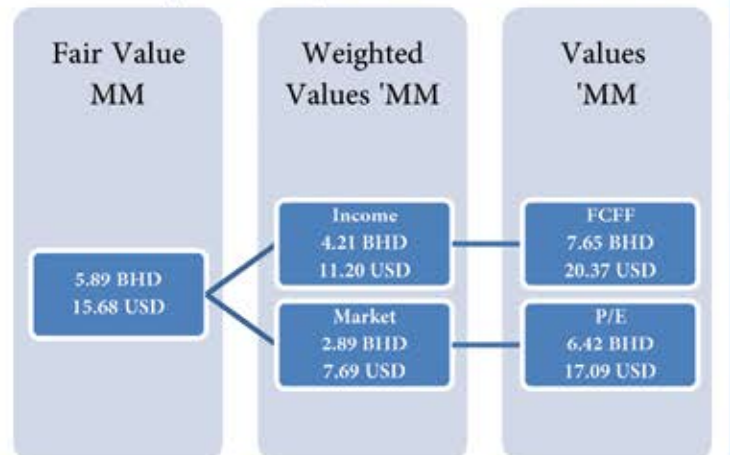 Fair Value
MM
Weighted
Values 'MM
Values
'MM
5.89 BHD
15.68 USD
Income
4.21 BHD
11.20 USD
Market
2.89 BHD
7.69 USD
FCFF
7.65 BHD
20.37 USD
P/E
6.42 BHD
17.09 USD